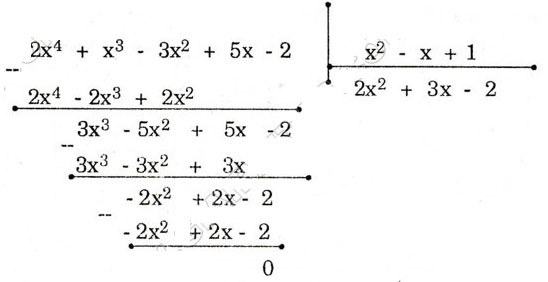 2x⁴ + x³ - 3x² + 5x - 2
x² - x + 1
--
2x² + 3x - 2
2x⁴ - 2x³ + 2x²
3x³ - 5x² + 5x - 2
--
3x³ - 3x² + 3x
- 2x² + 2x - 2
--
- 2x² + 2x - 2
0